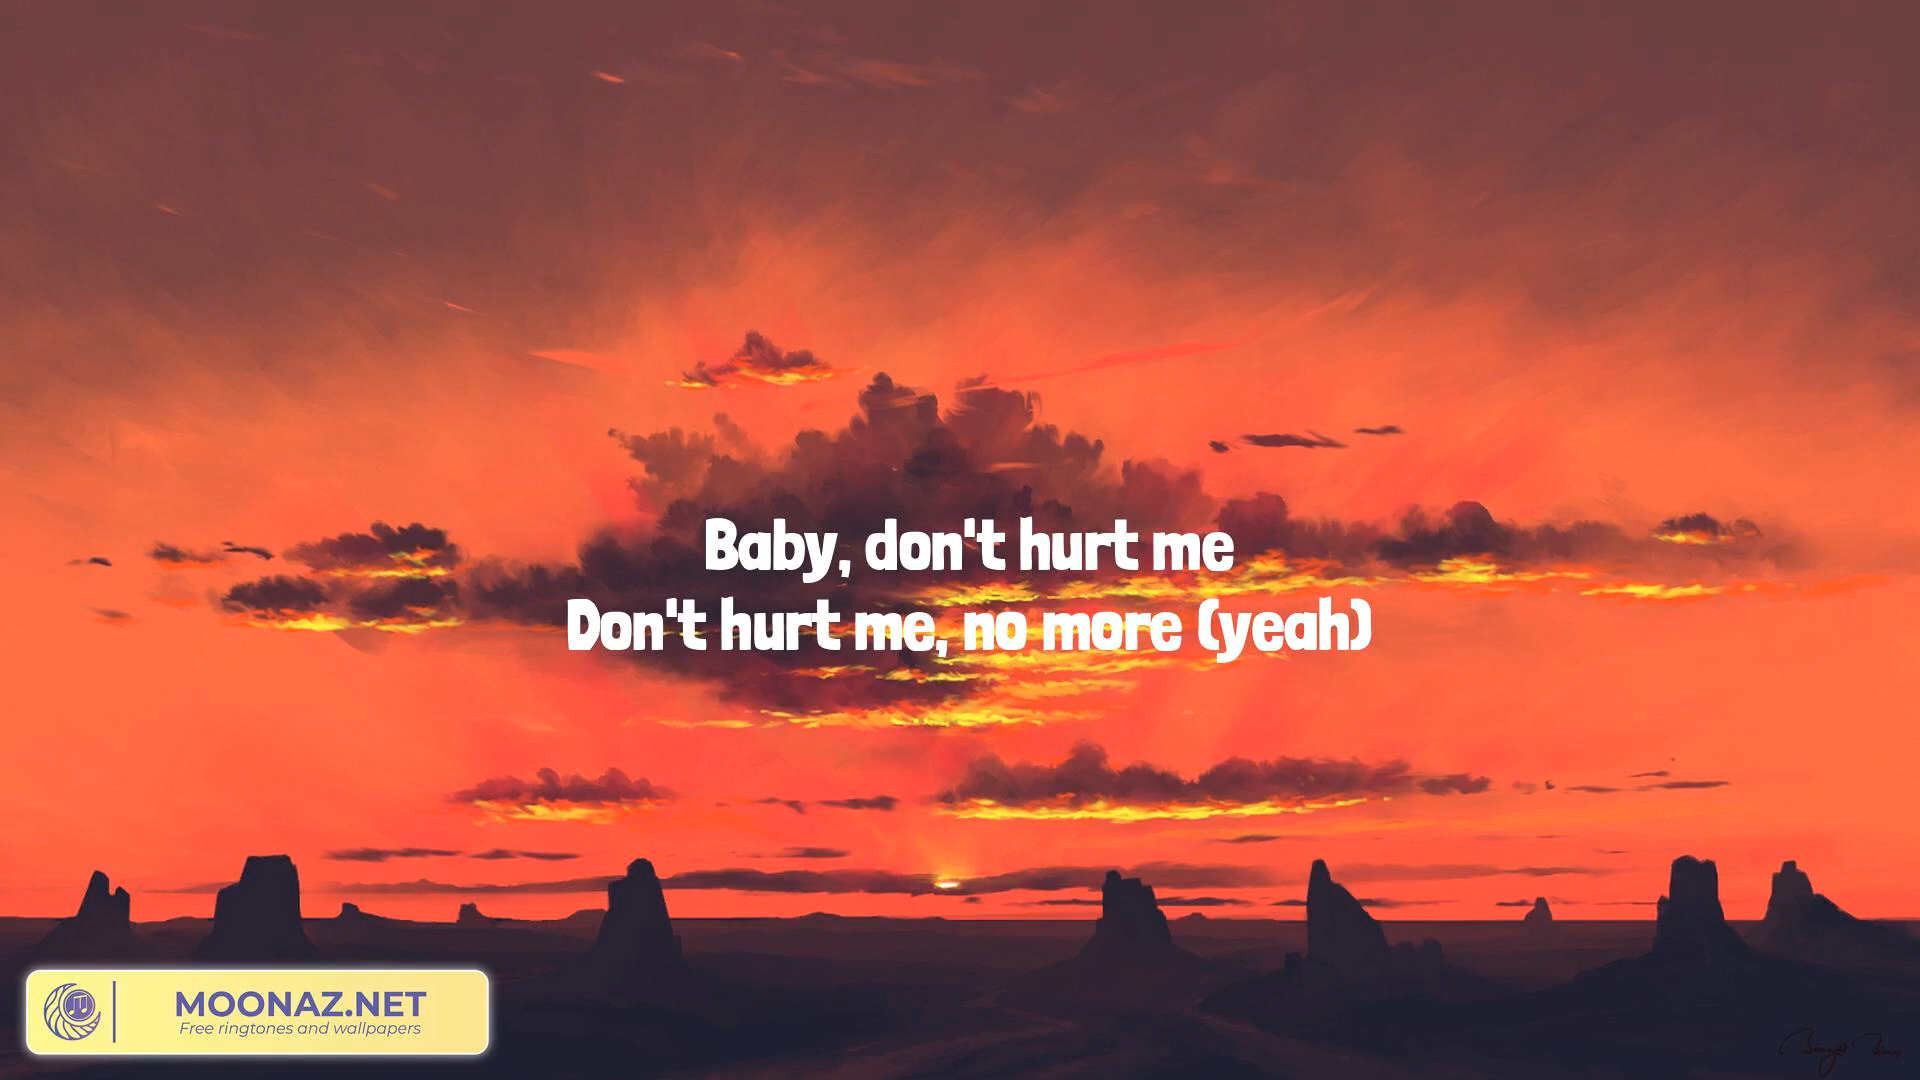 Baby, don't hurt me
Don't hurt me, no more (yeah)
MOONAZ.NET
Free ringtones and wallpapers